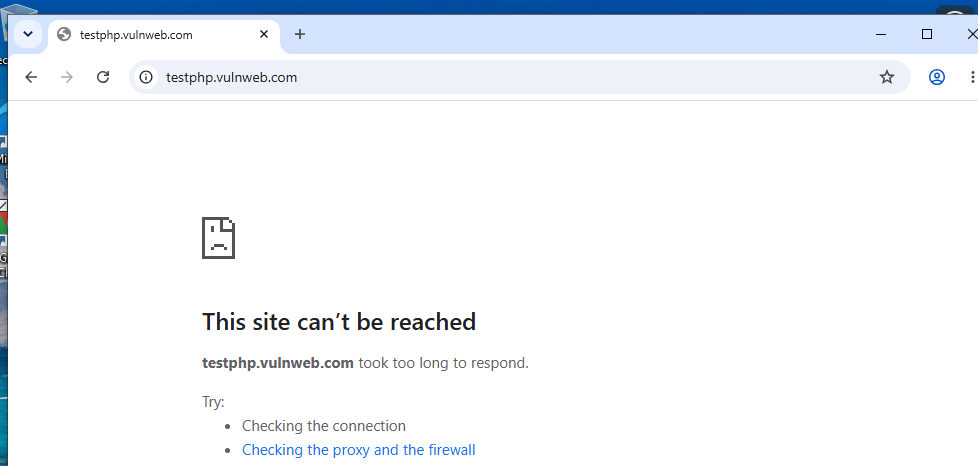 testphp.vulnweb.com
testphp.vulnweb.com
This site can’t be reached
testphp.vulnweb.com took too long to respond.
Try:
• Checking the connection
• Checking the proxy and the firewall